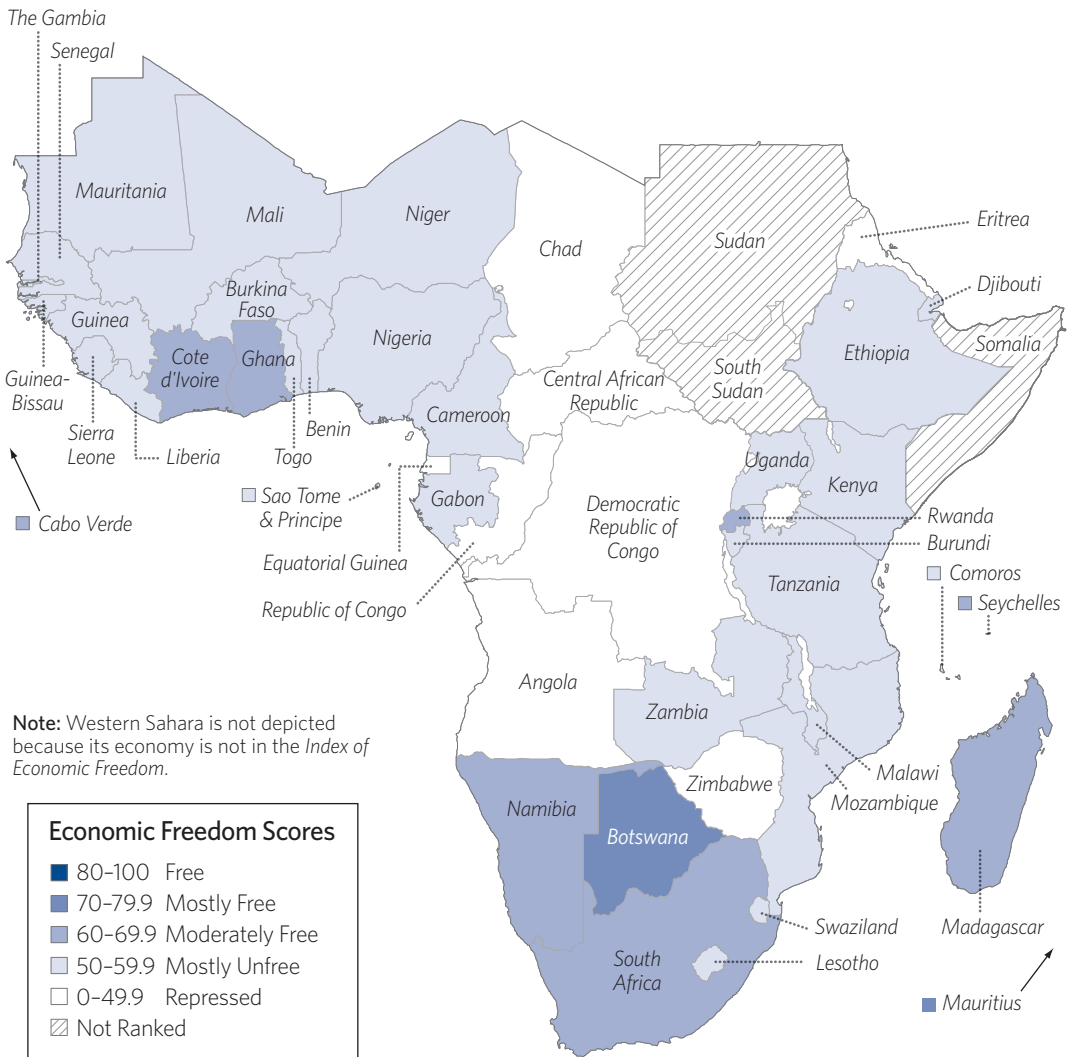 The Gambia
Senegal
Mauritania
Mali
Niger
Chad
Sudan
Eritrea
Djibouti
Burkina
Faso
Guinea
Nigeria
Ethiopia
Somalia
Cote
d'Ivoire
Ghana
South
Sudan
Guinea-
Bissau
Central African
Republic
Cameroon
Benin
Sierra
Leone
Liberia
Togo
Uganda
Kenya
Sao Tome
& Principe
Gabon
Democratic
Republic of
Congo
Cabo Verde
Rwanda
Burundi
Equatorial Guinea
Comoros
Tanzania
Seychelles
Republic of Congo
Angola
Zambia
Note: Western Sahara is not depicted
because its economy is not in the Index of
Economic Freedom.
Malawi
Mozambique
Zimbabwe
Namibia
Botswana
Swaziland
Madagascar
Lesotho
South
Africa
Mauritius
Economic Freedom Scores
80–100 Free
70–79.9 Mostly Free
60–69.9 Moderately Free
50–59.9 Mostly Unfree
0–49.9 Repressed
Not Ranked